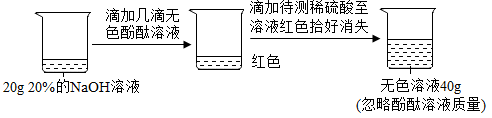 滴加几滴无
色酚酞溶液
滴加待测稀硫酸至
溶液红色拾好消失
20g 20%的NaOH溶液
红色
无色溶液40g
(忽略酚酞溶液质量)